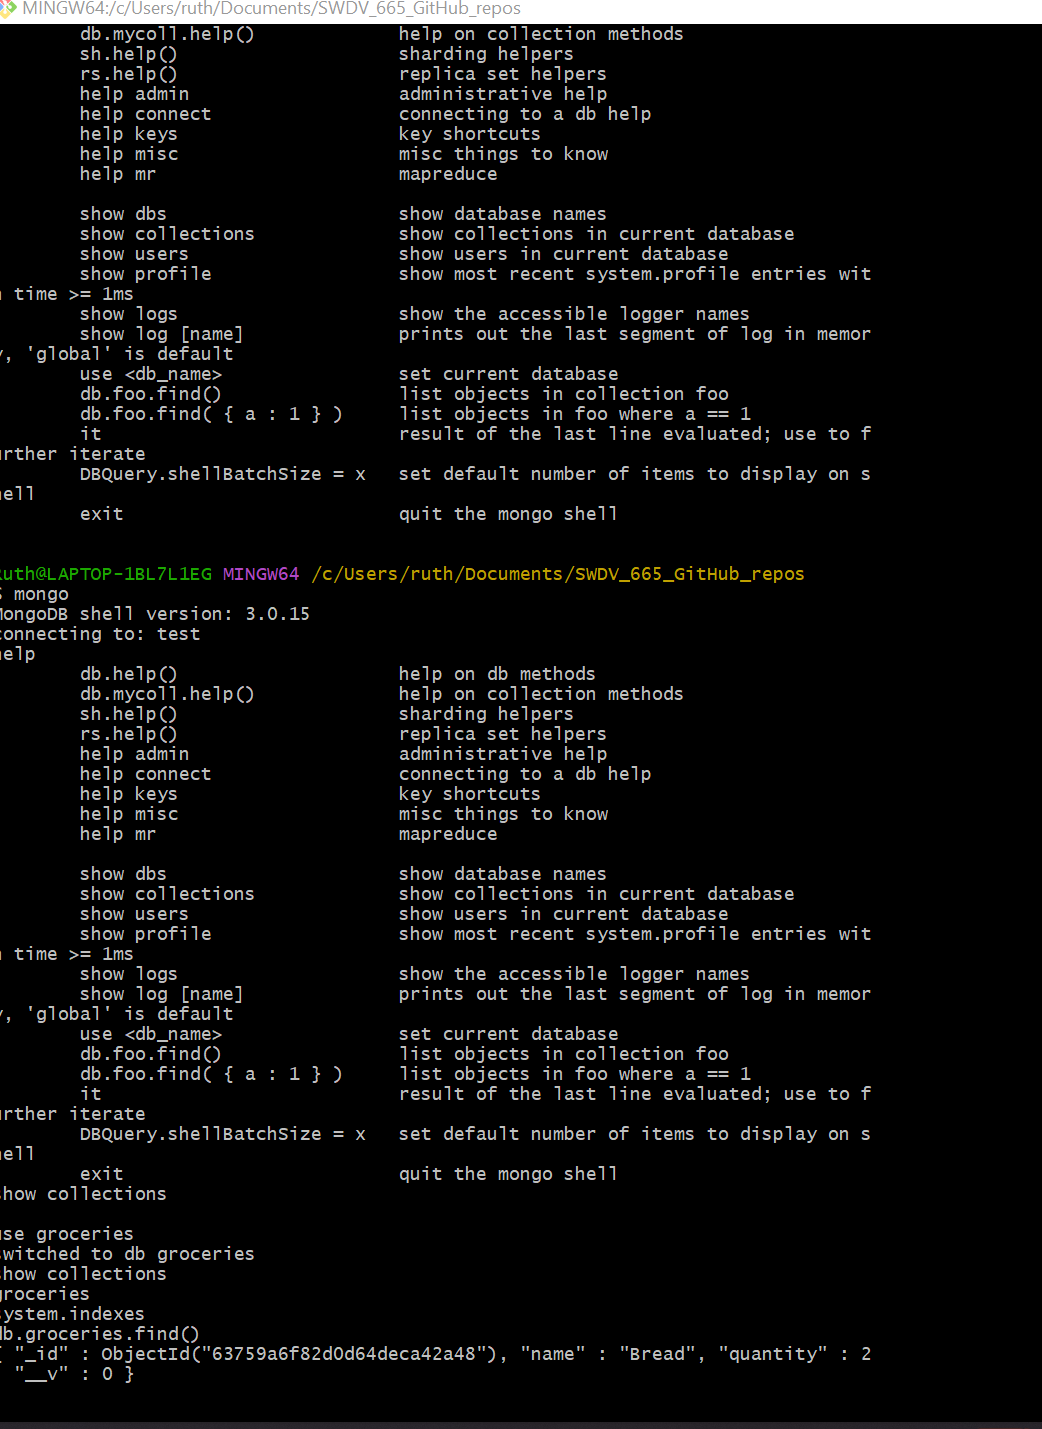 MINGW64:/c/Users/ruth/Documents/SWDV_665_GitHub_repos
db.mycoll.help() help on collection methods
sh.help() sharding helpers
rs.help() replica set helpers
help admin administrative help
help connect connecting to a db help
help keys key shortcuts
help misc misc things to know
help mr mapreduce
show dbs show database names
show collections show collections in current database
show users show users in current database
show profile show most recent system.profile entries wit
h time >= 1ms
show logs show the accessible logger names
show log [name] prints out the last segment of log in memor
y, 'global' is default
use <db_name> set current database
db.foo.find() list objects in collection foo
db.foo.find( { a : 1 } ) list objects in foo where a == 1
it result of the last line evaluated; use to f
urther iterate
DBQuery.shellBatchSize = x set default number of items to display on s
hell
exit quit the mongo shell
Ruth@LAPTOP-1BL7L1EG MINGW64 /c/Users/ruth/Documents/SWDV_665_GitHub_repos
$ mongo
MongoDB shell version: 3.0.15
connecting to: test
help
db.help() help on db methods
db.mycoll.help() help on collection methods
sh.help() sharding helpers
rs.help() replica set helpers
help admin administrative help
help connect connecting to a db help
help keys key shortcuts
help misc misc things to know
help mr mapreduce
show dbs show database names
show collections show collections in current database
show users show users in current database
show profile show most recent system.profile entries wit
h time >= 1ms
show logs show the accessible logger names
show log [name] prints out the last segment of log in memor
y, 'global' is default
use <db_name> set current database
db.foo.find() list objects in collection foo
db.foo.find( { a : 1 } ) list objects in foo where a == 1
it result of the last line evaluated; use to f
urther iterate
DBQuery.shellBatchSize = x set default number of items to display on s
hell
exit quit the mongo shell
show collections
use groceries
switched to db groceries
show collections
groceries
system.indexes
db.groceries.find()
{ "_id" : ObjectId("63759a6f82d0d64deca42a48"), "name" : "Bread", "quantity" : 2
, "__v" : 0 }